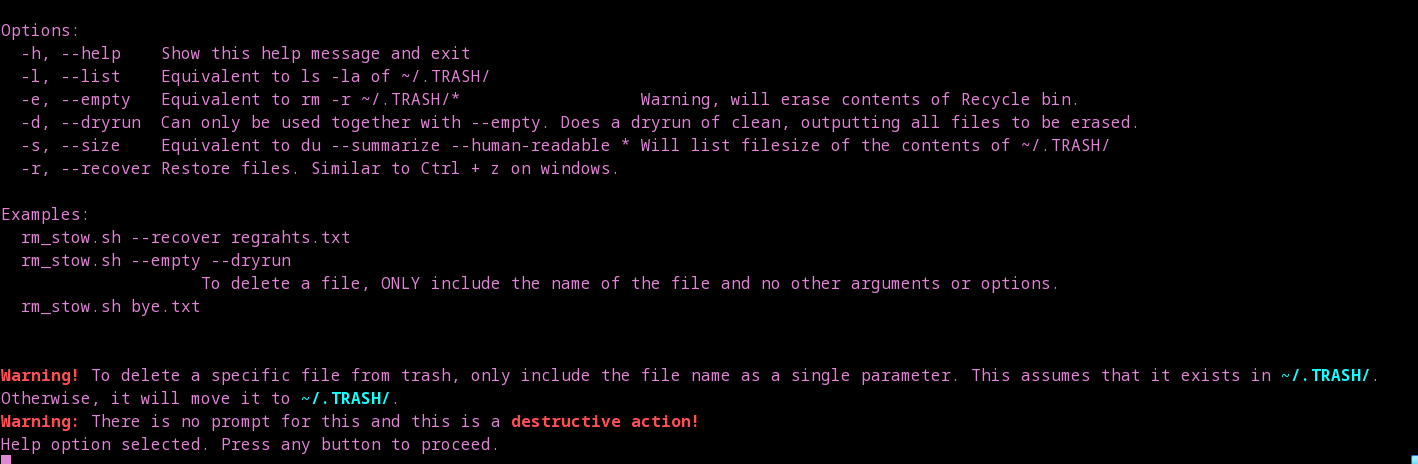 Options:
  -h, --help    Show this help message and exit
  -l, --list    Equivalent to ls -la of ~/.TRASH/
  -e, --empty   Equivalent to rm -r ~/.TRASH/*                  Warning, will erase contents of Recycle bin.
  -d, --dryrun  Can only be used together with --empty. Does a dryrun of clean, outputting all files to be erased.
  -s, --size    Equivalent to du --summarize --human-readable * Will list filesize of the contents of ~/.TRASH/
  -r, --recover Restore files. Similar to Ctrl + z on windows.

Examples:
  rm_stow.sh --recover regrahts.txt
  rm_stow.sh --empty --dryrun
                    To delete a file, ONLY include the name of the file and no other arguments or options.
  rm_stow.sh bye.txt

Warning! To delete a specific file from trash, only include the file name as a single parameter. This assumes that it exists in ~/.TRASH/.
Otherwise, it will move it to ~/.TRASH/.
Warning: There is no prompt for this and this is a destructive action!
Help option selected. Press any button to proceed.